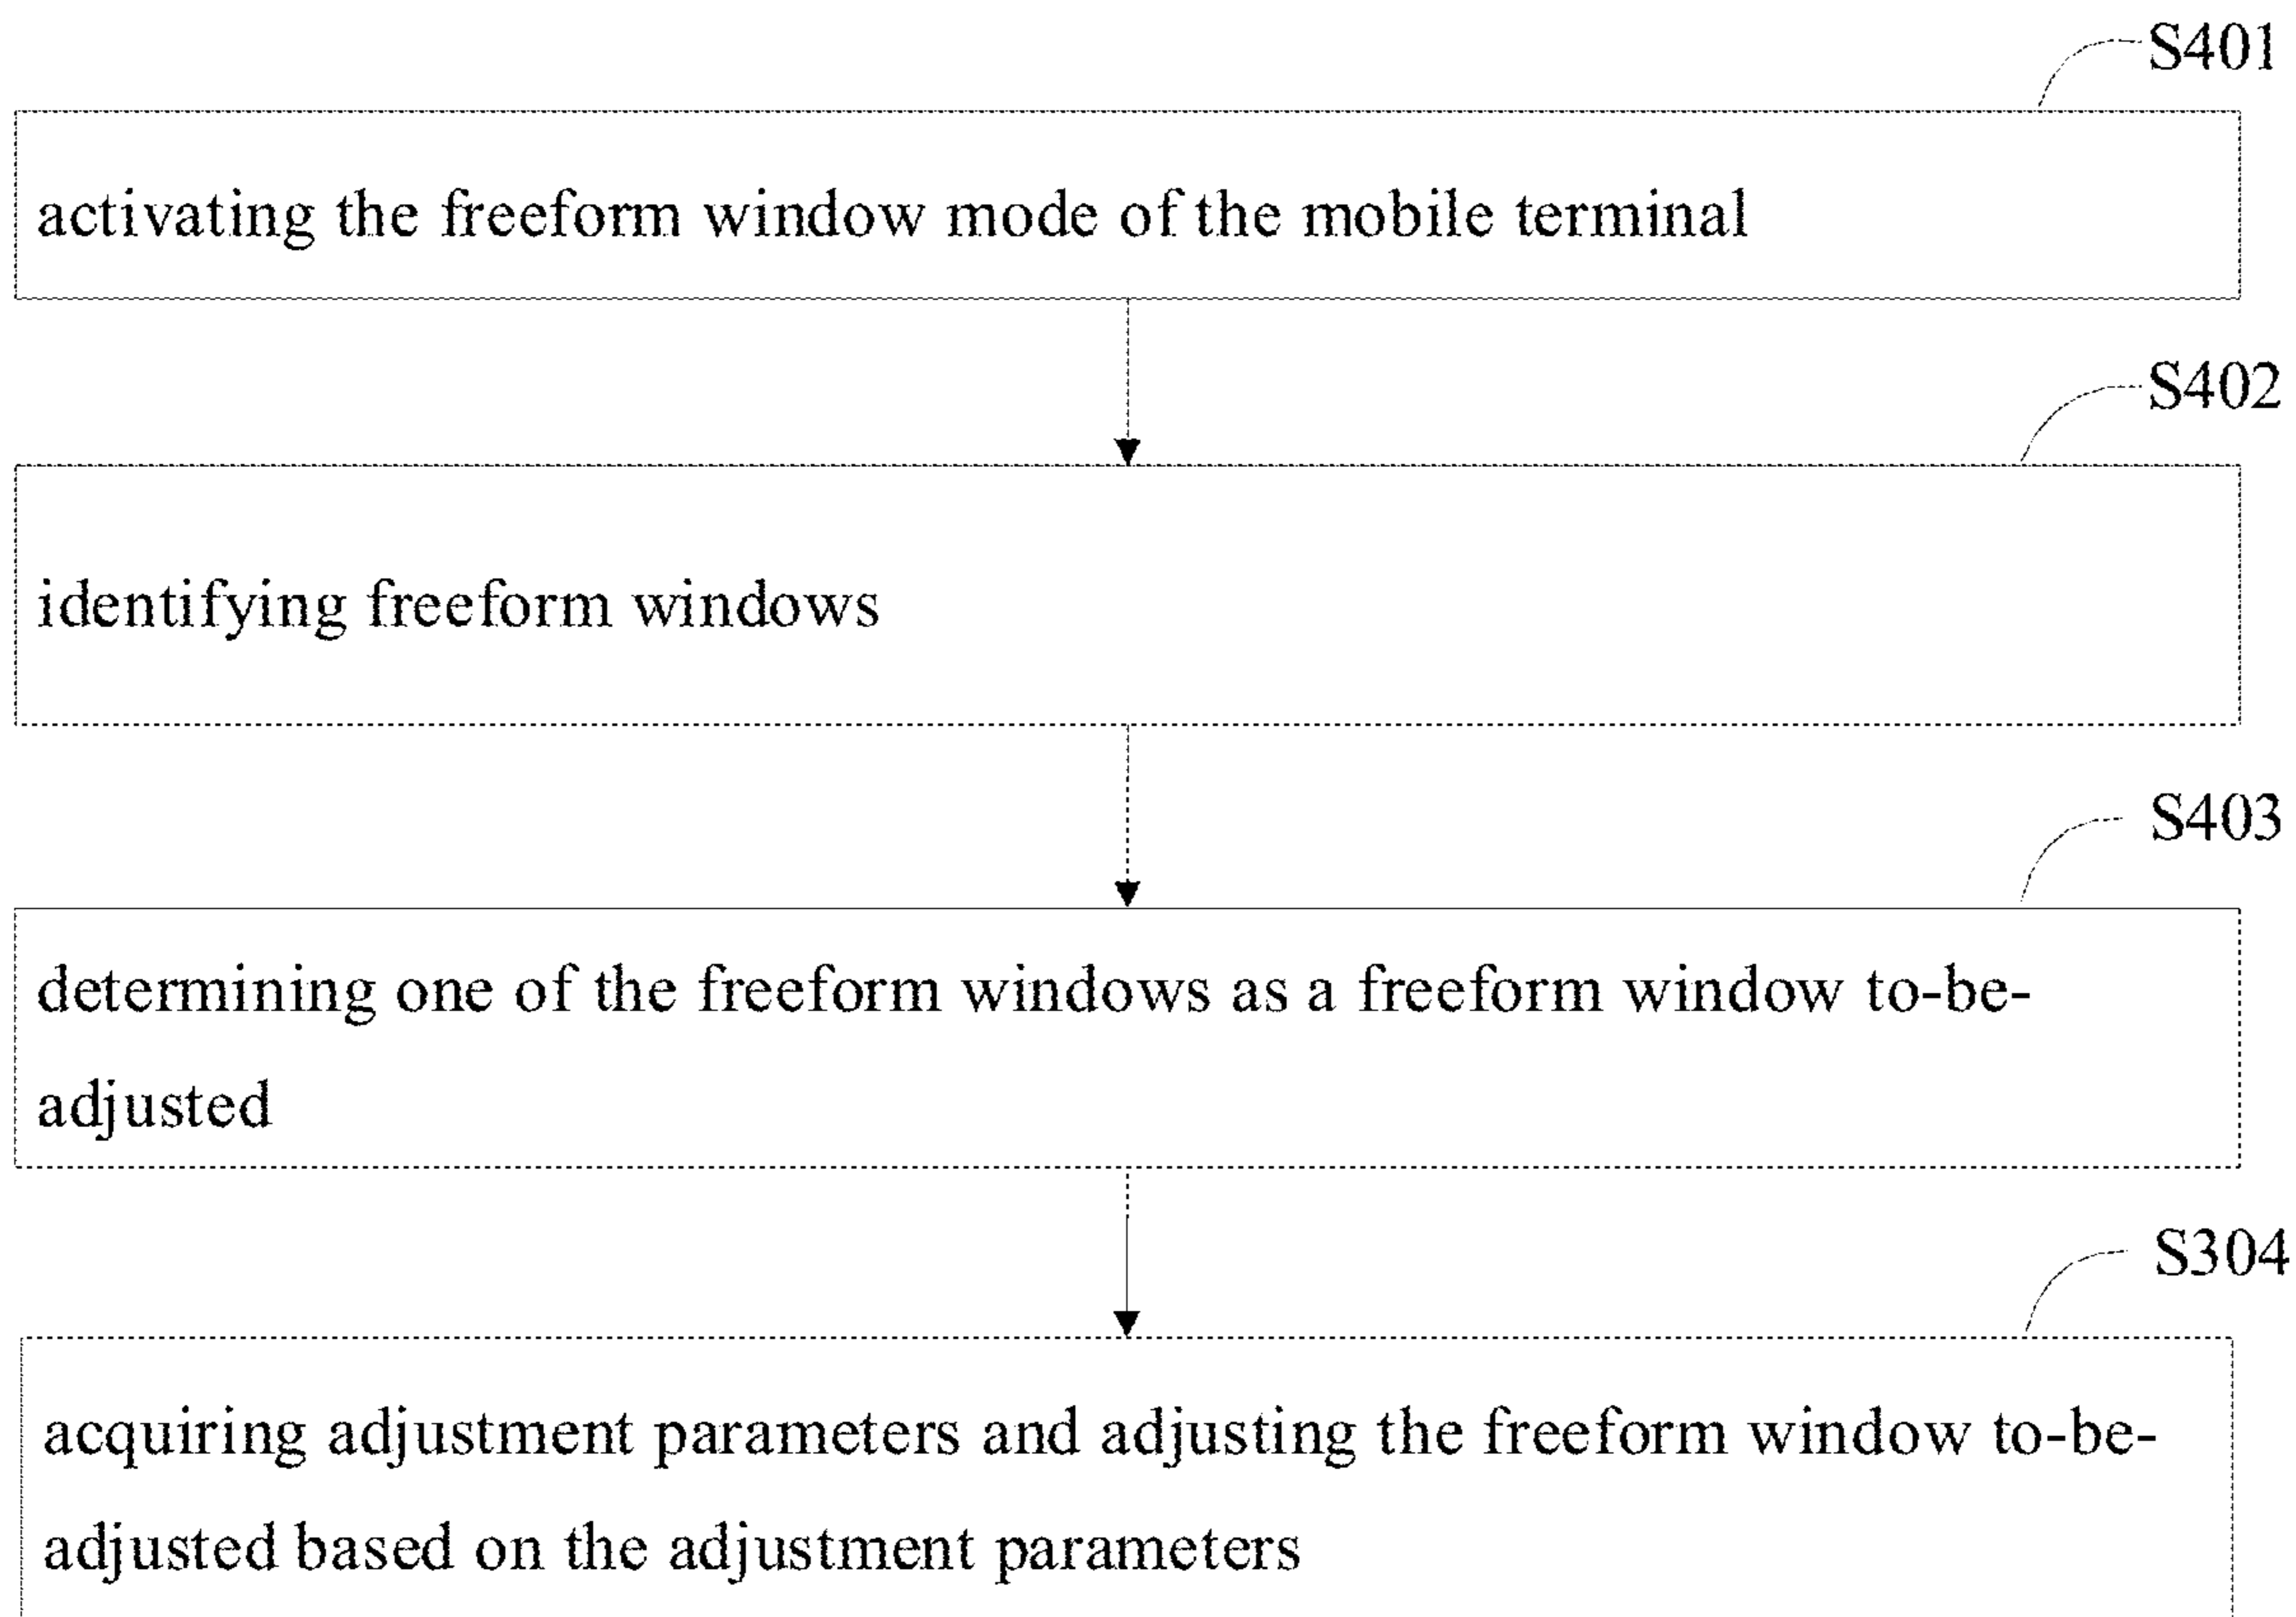 S401
activating the freeform window mode of the mobile terminal
S402
identifying freeform windows
S403
determining one of the freeform windows as a freeform window to-be-
adjusted
S304
acquiring adjustment parameters and adjusting the freeform window to-be-
adjusted based on the adjustment parameters